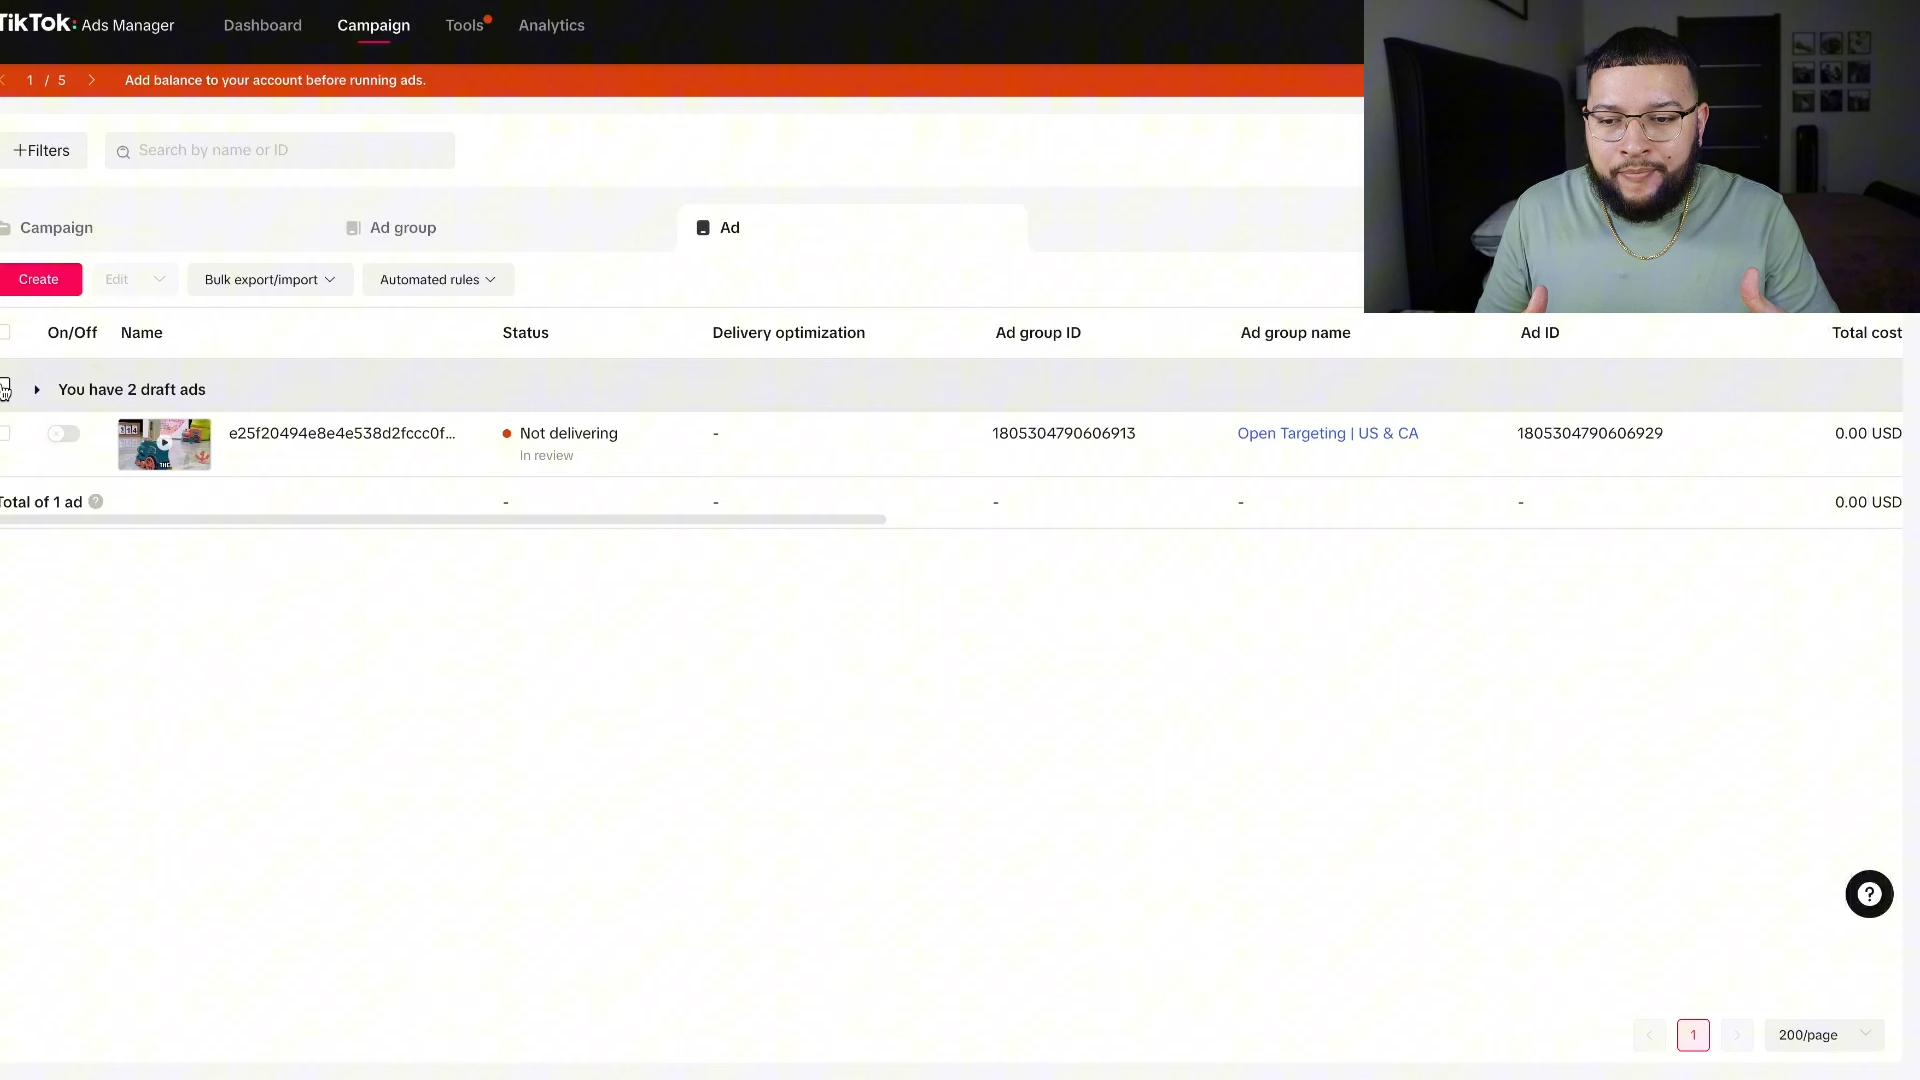 TikTok: Ads Manager
Dashboard
Campaign
Tools
Analytics
1 / 5
Add balance to your account before running ads.
+Filters
Search by name or ID
Campaign
Ad group
Ad
Create
Edit
Bulk export/import
Automated rules
On/Off
Name
Status
Delivery optimization
Ad group ID
Ad group name
Ad ID
Total cost
You have 2 draft ads
e25f20494e8e4e538d2fccc0f...
Not delivering
In review
-
1805304790606913
Open Targeting | US & CA
1805304790606929
0.00 USD
Total of 1 ad
-
-
-
-
-
0.00 USD
1
200/page